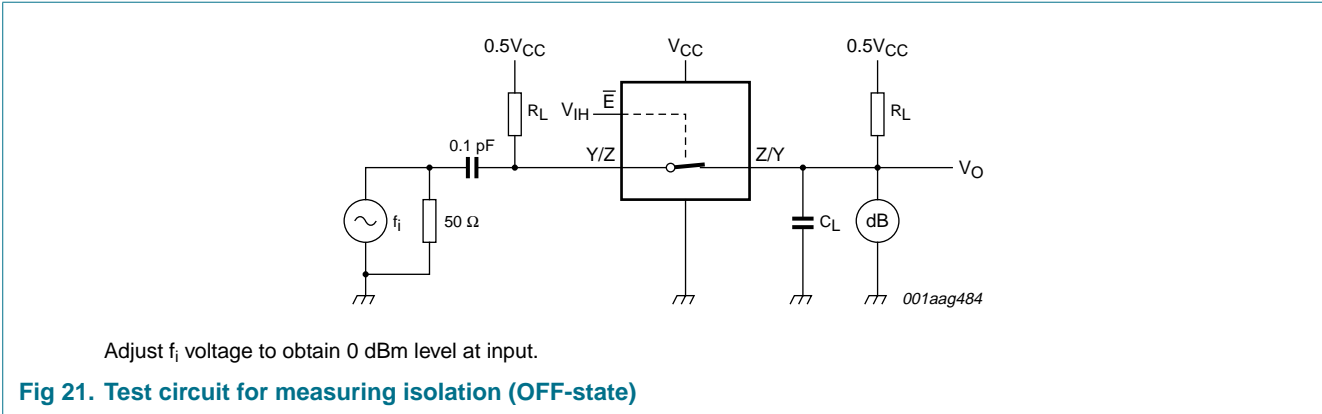 0.5VCC VCC 0.5VCC
RL VIH E̅ RL
0.1 pF Y/Z Z/Y VO
fi 50 Ω CL dB
001aag484
Adjust fi voltage to obtain 0 dBm level at input.
Fig 21. Test circuit for measuring isolation (OFF-state)